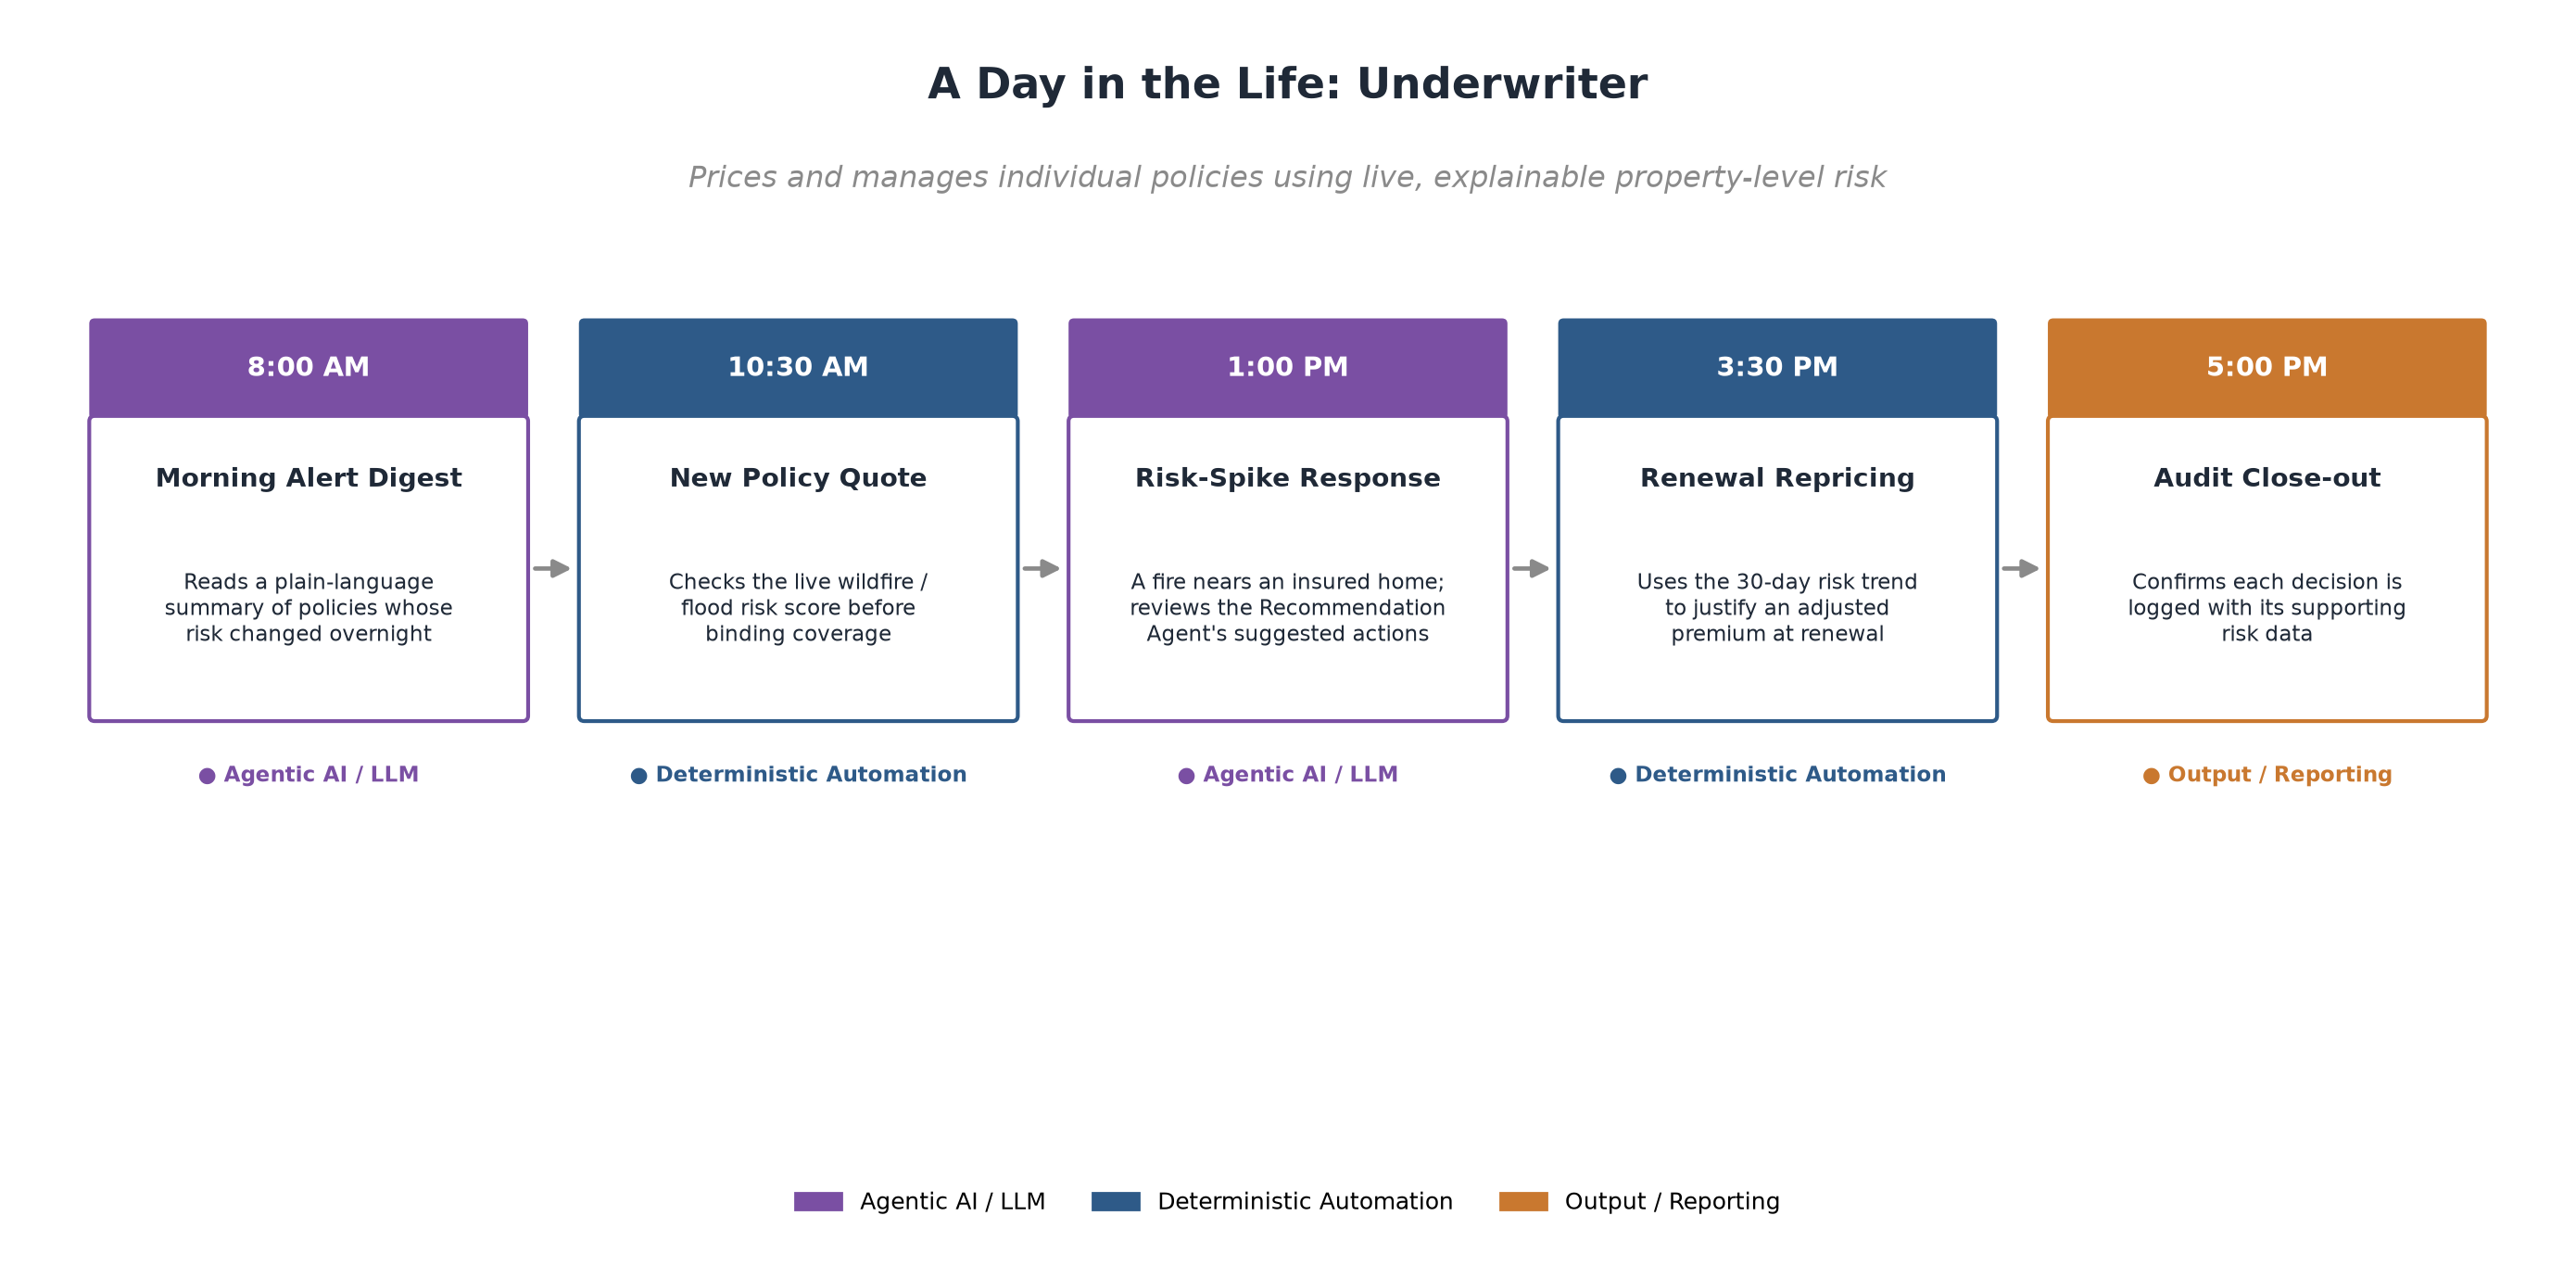 A Day in the Life: Underwriter
Prices and manages individual policies using live, explainable property-level risk
8:00 AM
Morning Alert Digest
Reads a plain-language
summary of policies whose
risk changed overnight
● Agentic AI / LLM
10:30 AM
New Policy Quote
Checks the live wildfire /
flood risk score before
binding coverage
● Deterministic Automation
1:00 PM
Risk-Spike Response
A fire nears an insured home;
reviews the Recommendation
Agent's suggested actions
● Agentic AI / LLM
3:30 PM
Renewal Repricing
Uses the 30-day risk trend
to justify an adjusted
premium at renewal
● Deterministic Automation
5:00 PM
Audit Close-out
Confirms each decision is
logged with its supporting
risk data
● Output / Reporting
Agentic AI / LLM
Deterministic Automation
Output / Reporting